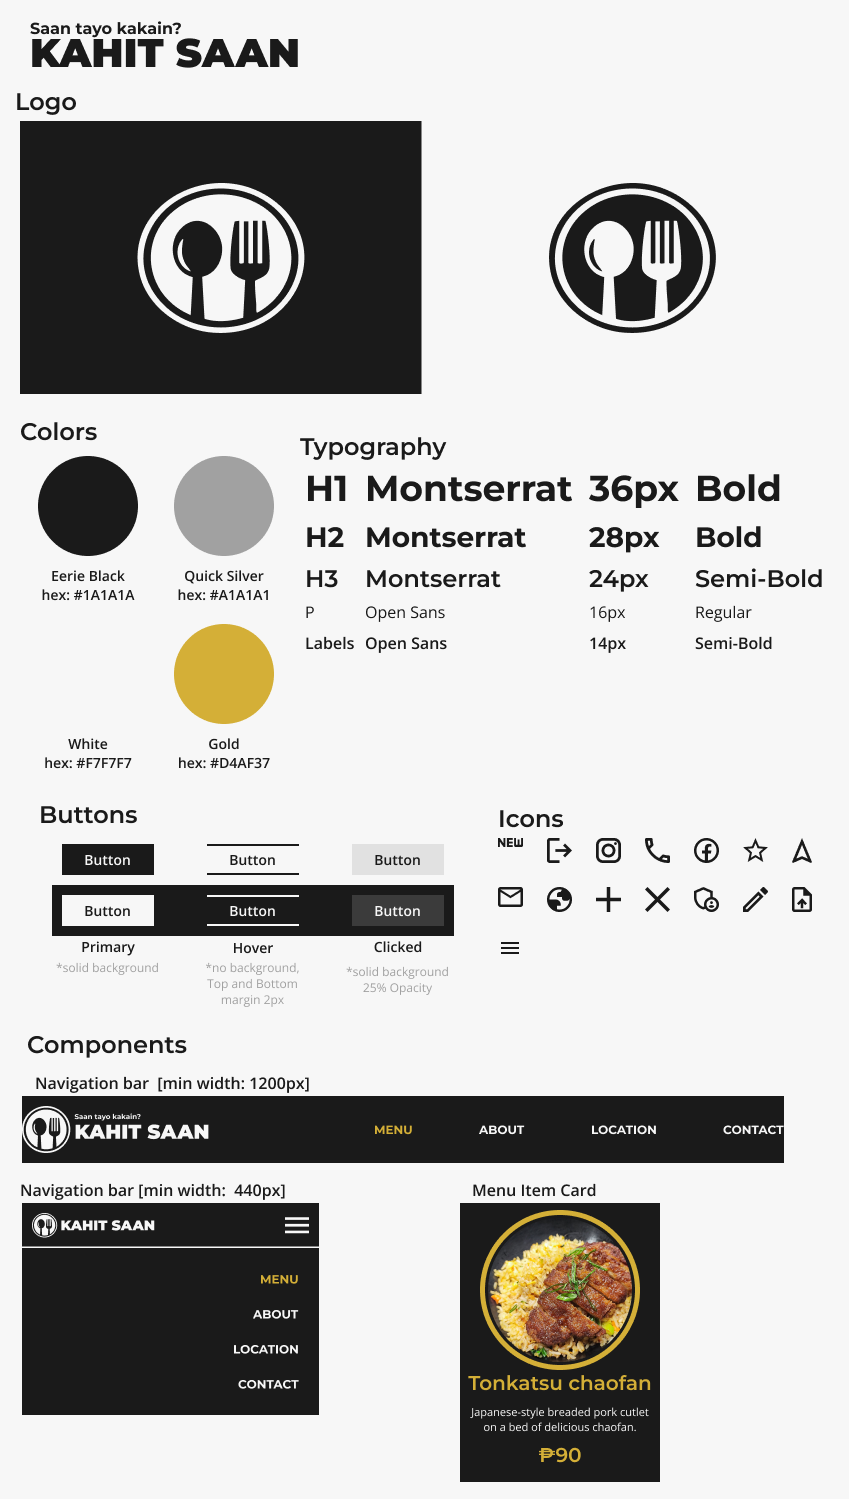 Saan tayo kakain?
KAHIT SAAN
Logo
Colors
Eerie Black
hex: #1A1A1A
Quick Silver
hex: #A1A1A1
White
hex: #F7F7F7
Gold
hex: #D4AF37
Typography
H1 Montserrat 36px Bold
H2 Montserrat 28px Bold
H3 Montserrat 24px Semi-Bold
P Open Sans 16px Regular
Labels Open Sans 14px Semi-Bold
Buttons
Button Button Button
Button Button Button
Primary
*solid background
Hover
*no background,
Top and Bottom
margin 2px
Clicked
*solid background
25% Opacity
Icons
NEW
Components
Navigation bar [min width: 1200px]
Saan tayo kakain?
KAHIT SAAN
MENU ABOUT LOCATION CONTACT
Navigation bar [min width: 440px]
KAHIT SAAN
MENU
ABOUT
LOCATION
CONTACT
Menu Item Card
Tonkatsu chaofan
Japanese-style breaded pork cutlet
on a bed of delicious chaofan.
₱90